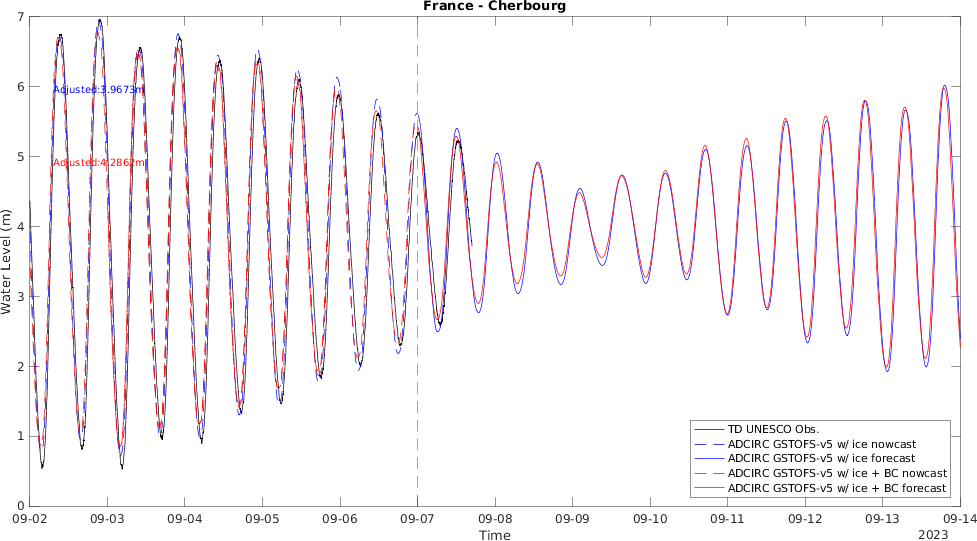 France - Cherbourg
7
6
5
4
3
2
1
0
Water Level (m)
Adjusted:3.9673m
Adjusted:4.2862m
TD UNESCO Obs.
ADCIRC GSTOFS-v5 w/ ice nowcast
ADCIRC GSTOFS-v5 w/ ice forecast
ADCIRC GSTOFS-v5 w/ ice + BC nowcast
ADCIRC GSTOFS-v5 w/ ice + BC forecast
09-02 09-03 09-04 09-05 09-06 09-07 09-08 09-09 09-10 09-11 09-12 09-13 09-14
Time
2023